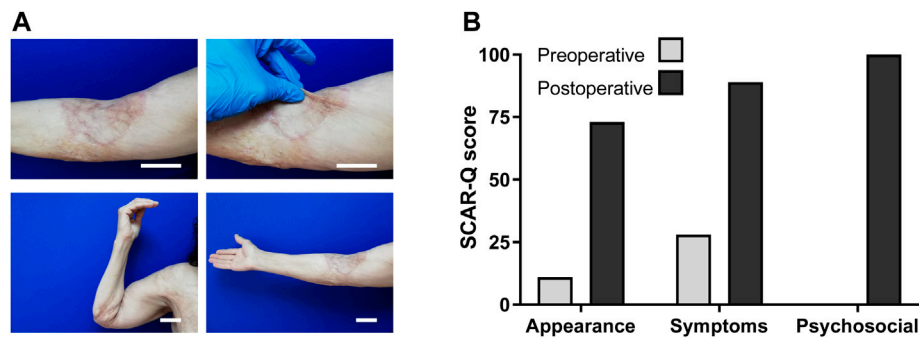 A
B
100
75
50
25
0
SCAR-Q score
Preoperative
Postoperative
Appearance Symptoms Psychosocial